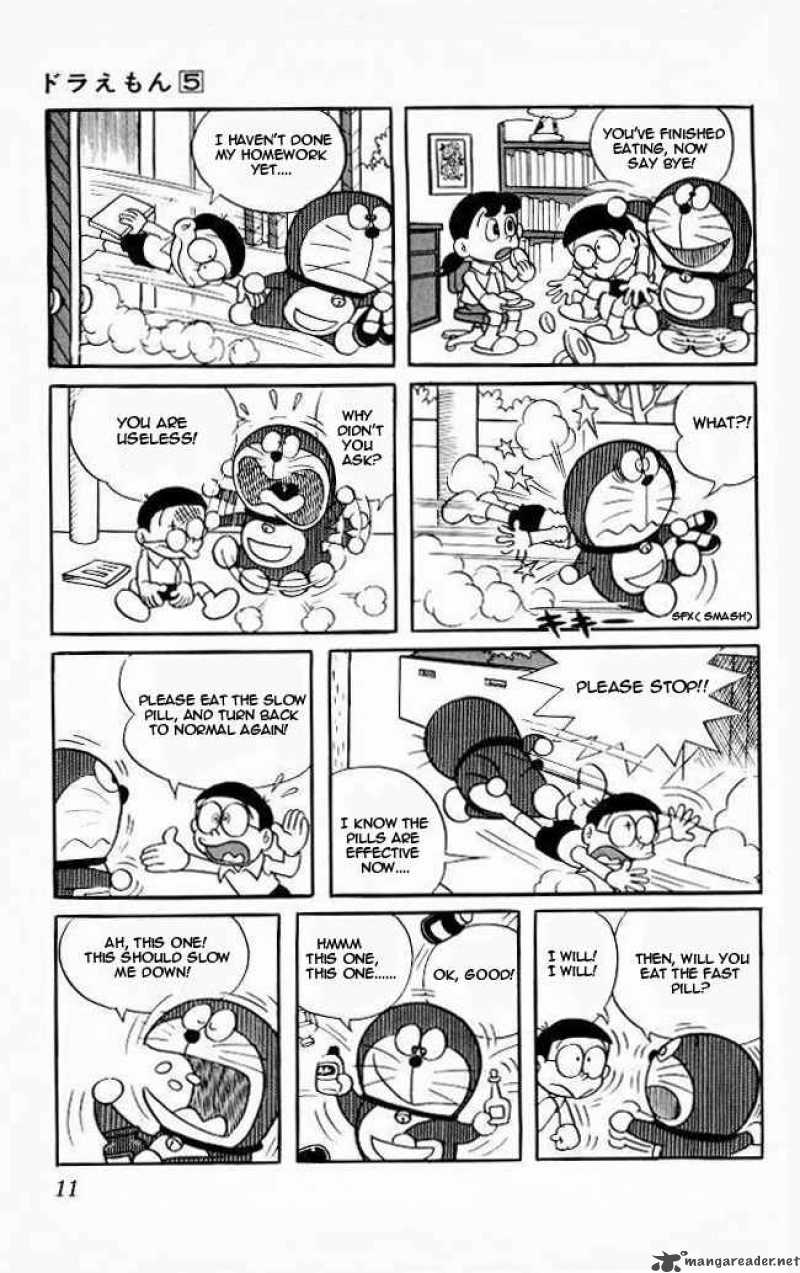 ドラえもん 5
YOU'VE FINISHED
EATING, NOW
SAY BYE!
I HAVEN'T DONE
MY HOMEWORK
YET....
WHAT?!
キキー
SFX( SMASH)
WHY
DIDN'T
YOU
ASK?
YOU ARE
USELESS!
PLEASE STOP!!
I KNOW THE
PILLS ARE
EFFECTIVE
NOW....
PLEASE EAT THE SLOW
PILL, AND TURN BACK
TO NORMAL AGAIN!
THEN, WILL YOU
EAT THE FAST
PILL?
I WILL!
I WILL!
OK, GOOD!
HMMM
THIS ONE,
THIS ONE......
AH, THIS ONE!
THIS SHOULD SLOW
ME DOWN!
11
mangareader.net